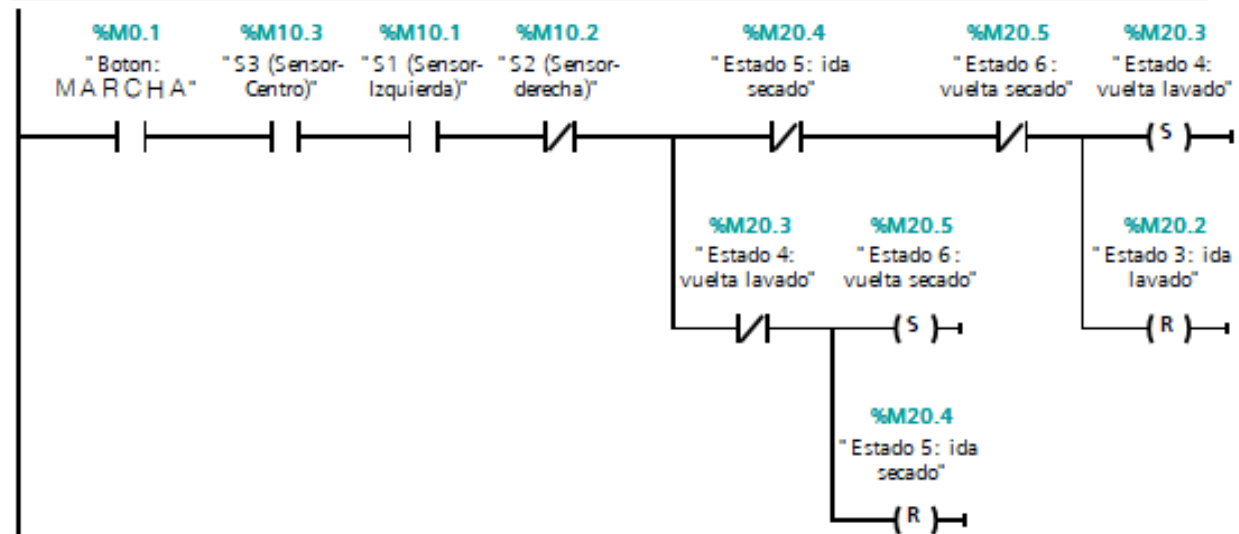 %M0.1 %M10.3 %M10.1 %M10.2 %M20.4 %M20.5 %M20.3
"Boton: "S3 (Sensor- "S1 (Sensor- "S2 (Sensor- "Estado 5: ida "Estado 6: "Estado 4:
MARCHA" Centro)" Izquierda)" derecha)" secado" vuelta secado" vuelta lavado"
S
%M20.3 %M20.5 %M20.2
"Estado 4: "Estado 6: "Estado 3: ida
vuelta lavado" vuelta secado" lavado"
S R
%M20.4
"Estado 5: ida
secado"
R